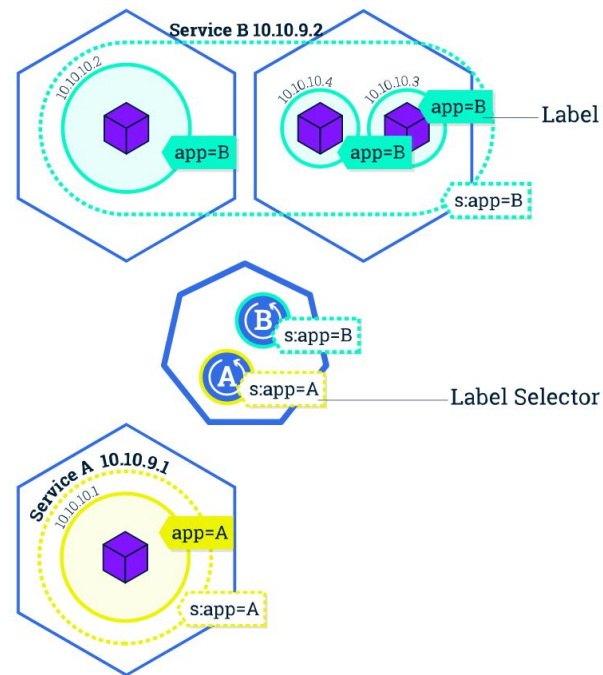 Service B 10.10.9.2
10.10.10.2
10.10.10.4
10.10.10.3
app=B
Label
app=B
app=B
s:app=B
B
s:app=B
A
s:app=A
Label Selector
Service A 10.10.9.1
10.10.10.1
app=A
s:app=A